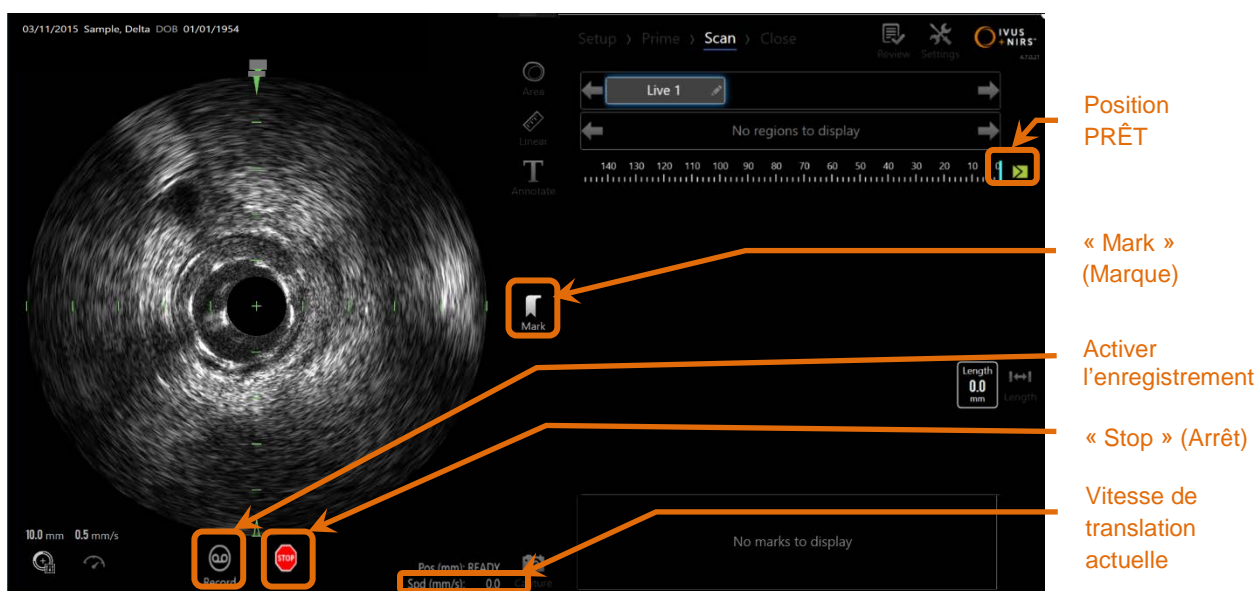 03/11/2015 Sample, Delta DOB 01/01/1954
Setup > Prime > Scan > Close
Review
Settings
IVUS
+NIRS
Area
Live 1
Linear
No regions to display
Annotate
140 130 120 110 100 90 80 70 60 50 40 30 20 10 0
Mark
Length
0.0
mm
Length
10.0 mm 0.5 mm/s
STOP
Record
No marks to display
Pos (mm): READY
Spd (mm/s): 0.0
Position
PRÊT
« Mark »
(Marque)
Activer
l’enregistrement
« Stop » (Arrêt)
Vitesse de
translation
actuelle